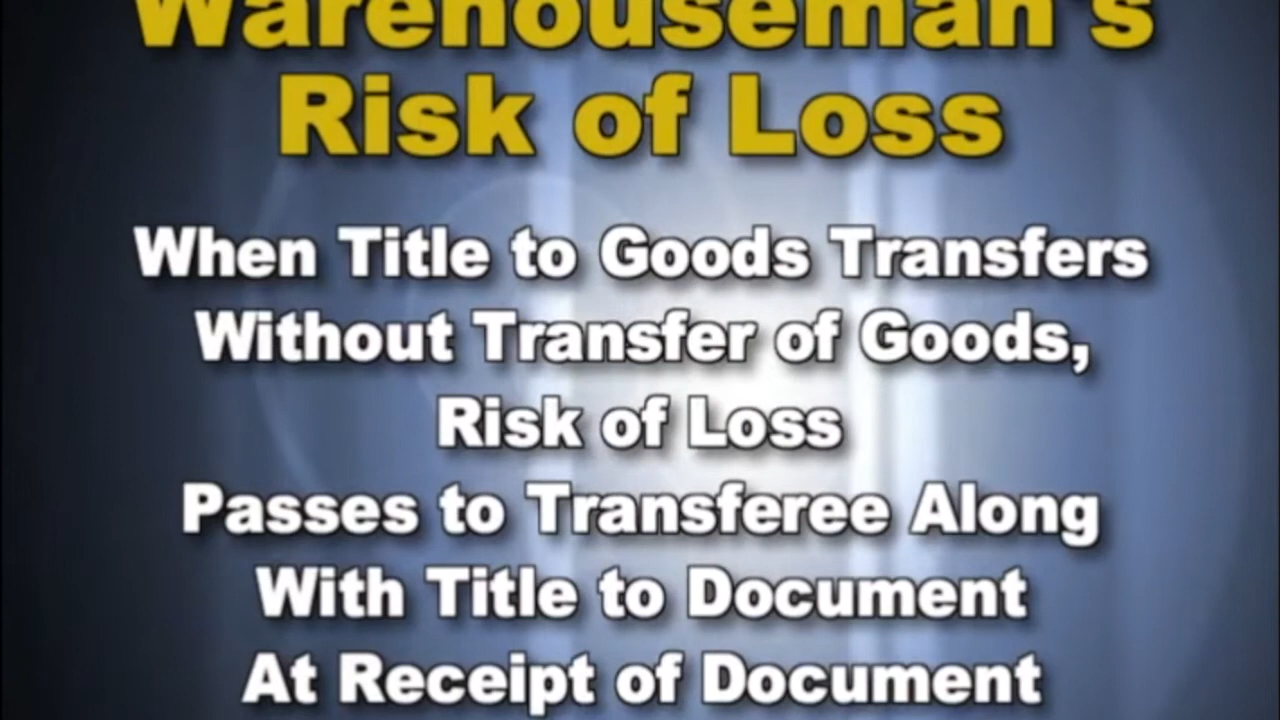 Warehouseman's
Risk of Loss
When Title to Goods Transfers
Without Transfer of Goods,
Risk of Loss
Passes to Transferee Along
With Title to Document
At Receipt of Document